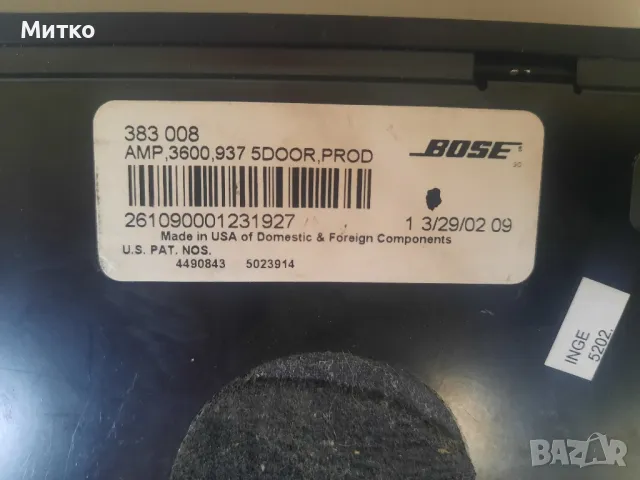 Митко
383 008
AMP,3600,937 5DOOR,PROD
BOSE
261090001231927
1 3/29/02 09
Made in USA of Domestic & Foreign Components
U.S. PAT. NOS.
4490843 5023914
INGE
5202.
BAZAR